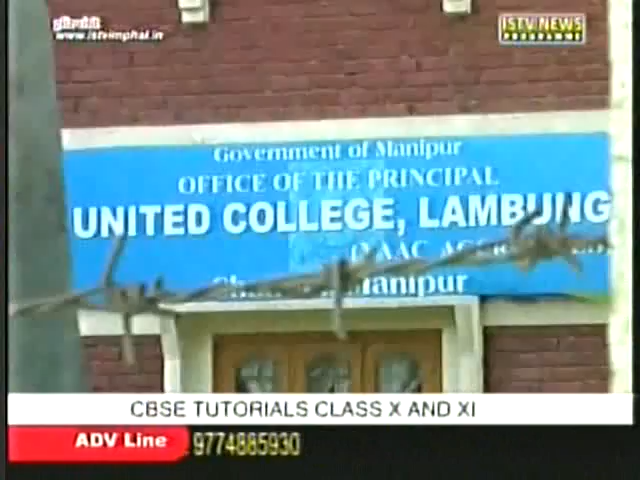 www.istvimphal.in
ISTV NEWS
PROGRAMME
Government of Manipur
OFFICE OF THE PRINCIPAL
UNITED COLLEGE, LAMBUNG
Manipur
CBSE TUTORIALS CLASS X AND XI
ADV Line 9774885930